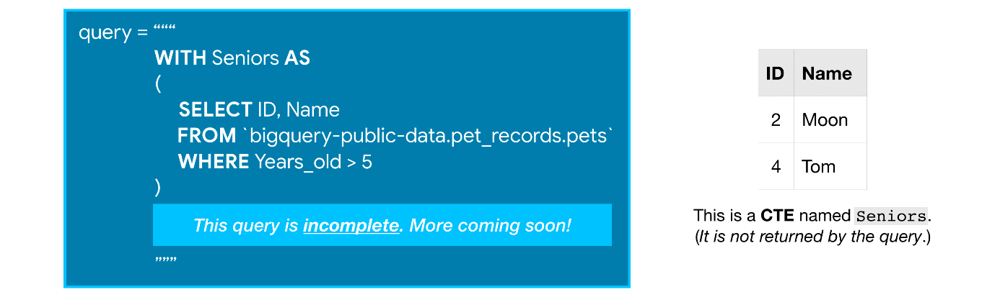 query = “““
WITH Seniors AS
(
SELECT ID, Name
FROM `bigquery-public-data.pet_records.pets`
WHERE Years_old > 5
)
This query is incomplete. More coming soon!
”””
ID Name
2 Moon
4 Tom
This is a CTE named Seniors.
(It is not returned by the query.)